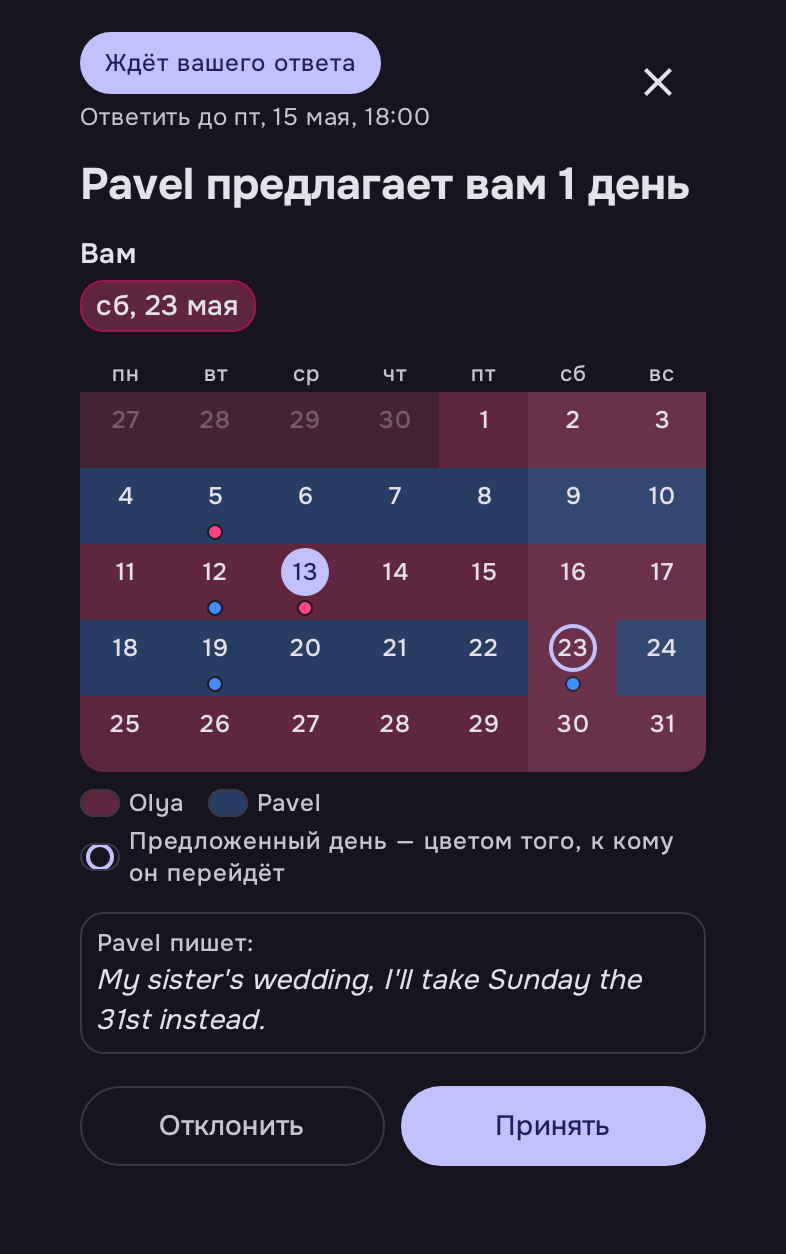 Ждёт вашего ответа
Ответить до пт, 15 мая, 18:00
Pavel предлагает вам 1 день
Вам
сб, 23 мая
пн вт ср чт пт сб вс
27 28 29 30 1 2 3
4 5 6 7 8 9 10
11 12 13 14 15 16 17
18 19 20 21 22 23 24
25 26 27 28 29 30 31
Olya Pavel
Предложенный день — цветом того, к кому
он перейдёт
Pavel пишет:
My sister's wedding, I'll take Sunday the
31st instead.
Отклонить Принять